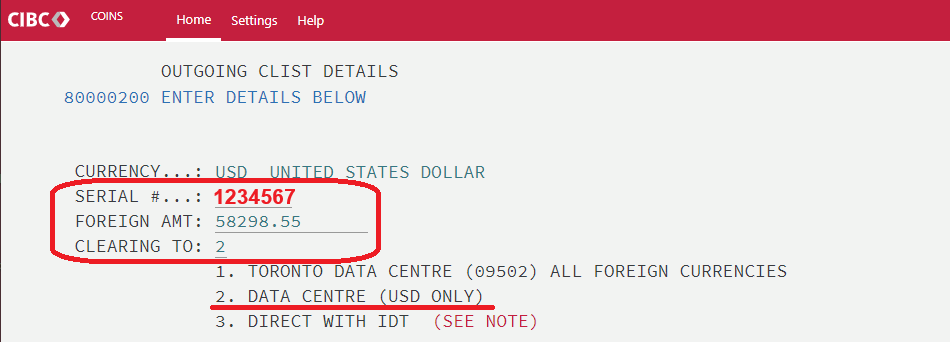 CIBC COINS Home Settings Help
OUTGOING CLIST DETAILS
80000200 ENTER DETAILS BELOW
CURRENCY...: USD UNITED STATES DOLLAR
SERIAL #...: 1234567
FOREIGN AMT: 58298.55
CLEARING TO: 2
1. TORONTO DATA CENTRE (09502) ALL FOREIGN CURRENCIES
2. DATA CENTRE (USD ONLY)
3. DIRECT WITH IDT (SEE NOTE)